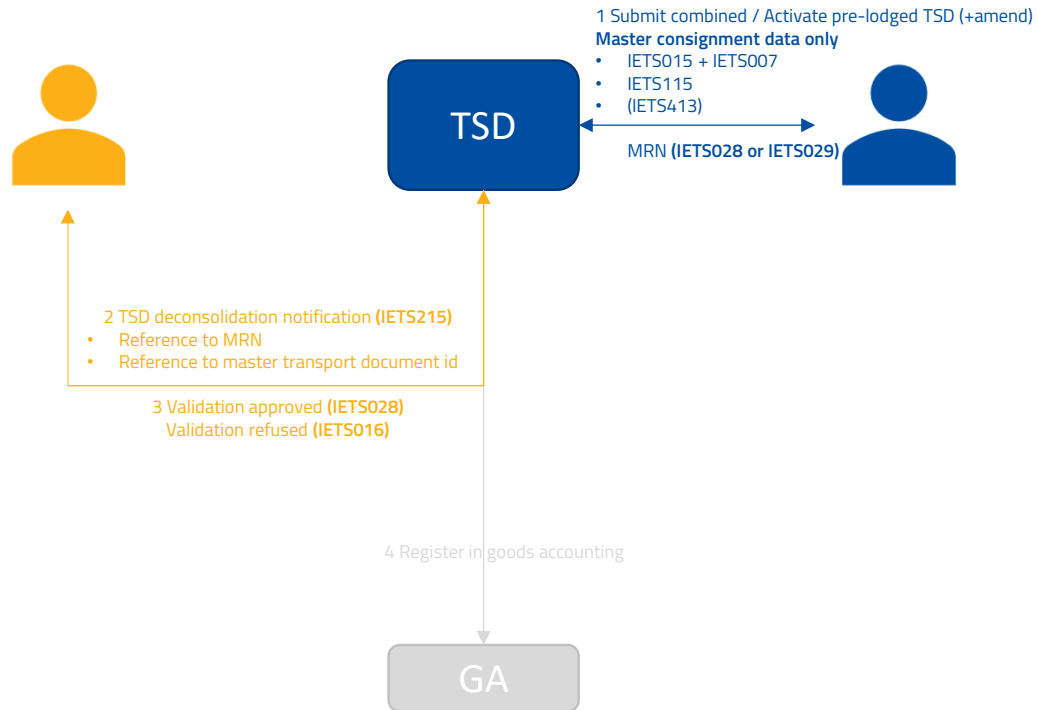 1 Submit combined / Activate pre-lodged TSD (+amend)
Master consignment data only
• IETS015 + IETS007
• IETS115
• (IETS413)
TSD
MRN (IETS028 or IETS029)
2 TSD deconsolidation notification (IETS215)
• Reference to MRN
• Reference to master transport document id
3 Validation approved (IETS028)
Validation refused (IETS016)
4 Register in goods accounting
GA